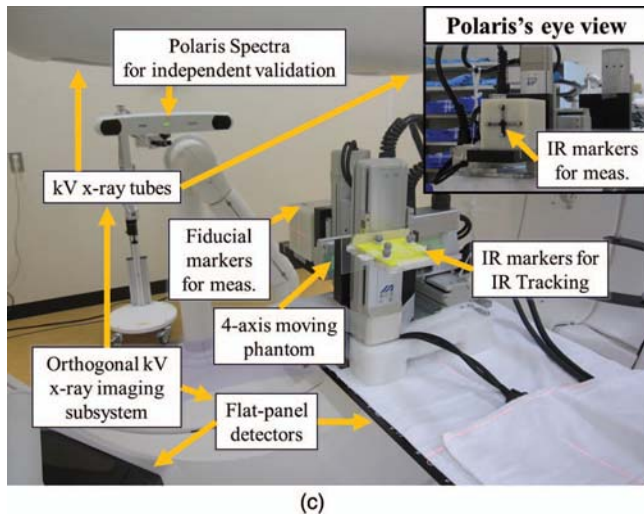 Polaris's eye view
Polaris Spectra
for independent validation
IR markers
for meas.
kV x-ray tubes
Fiducial
markers
for meas.
IR markers for
IR Tracking
4-axis moving
phantom
Orthogonal kV
x-ray imaging
subsystem
Flat-panel
detectors
(c)